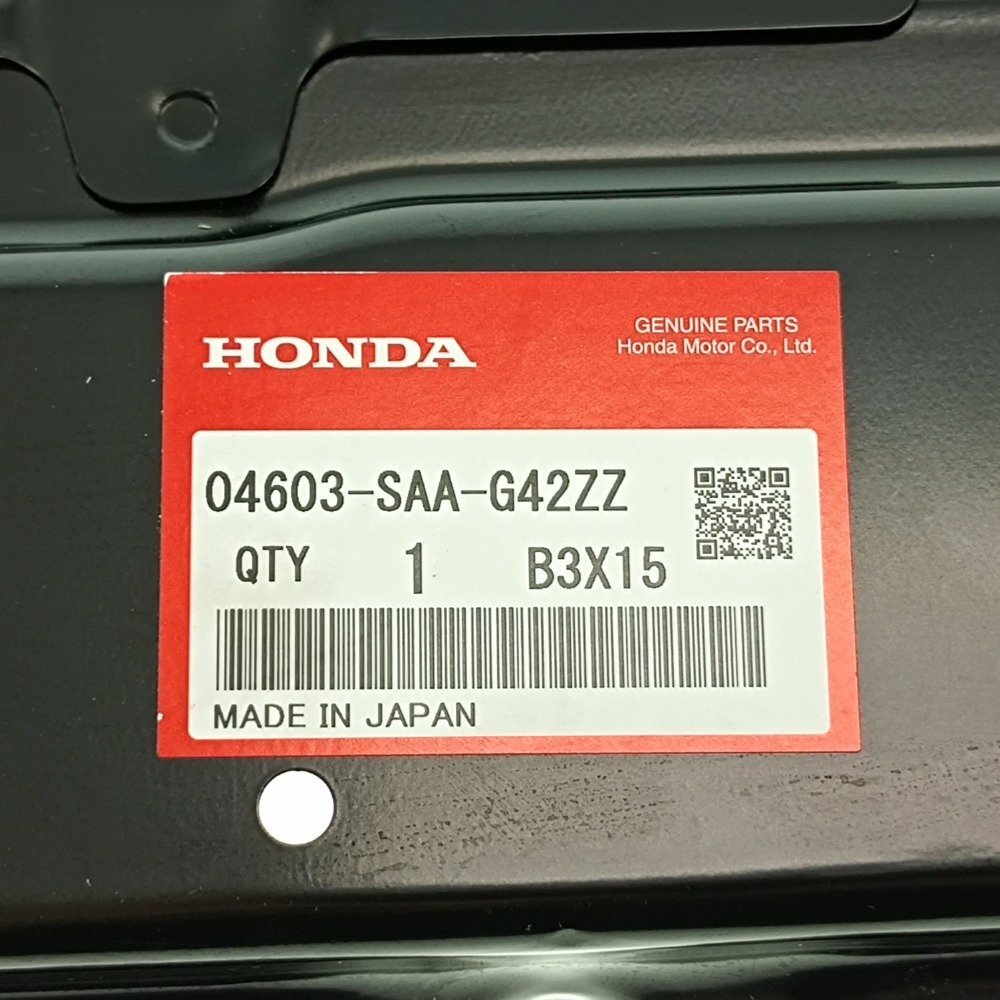 HONDA
GENUINE PARTS
Honda Motor Co., Ltd.
04603-SAA-G42ZZ
QTY 1 B3X15
MADE IN JAPAN